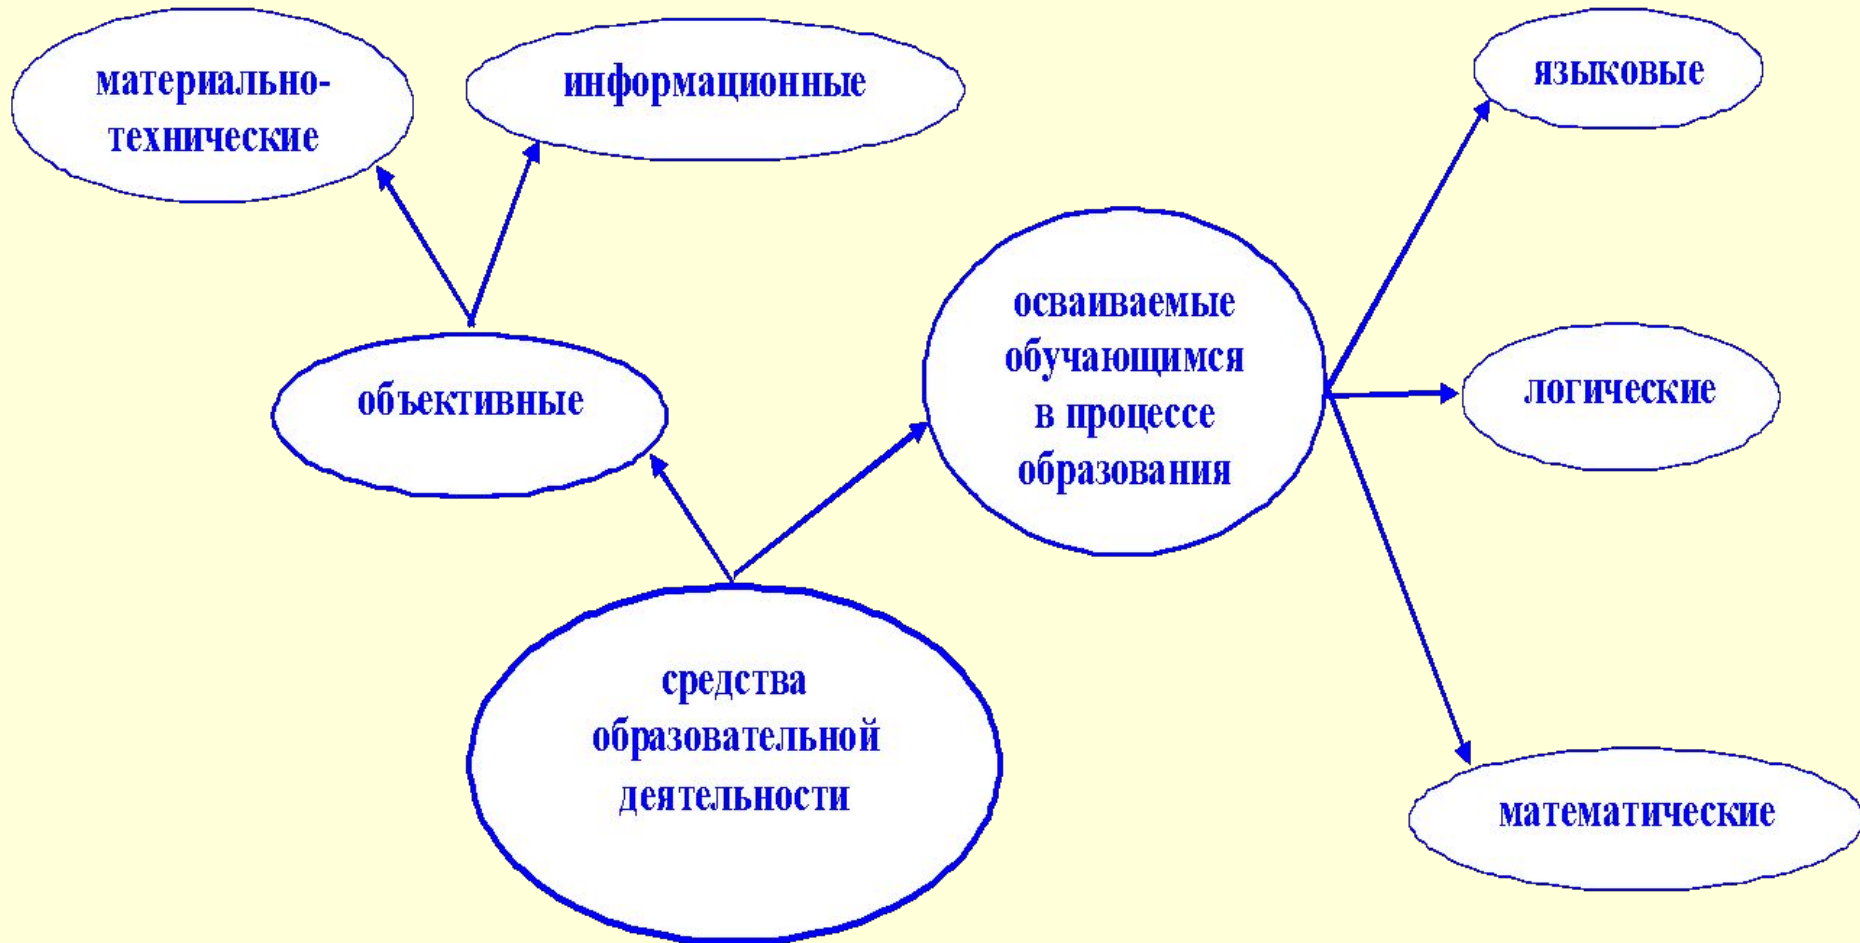 материально-
технические
информационные
языковые
осваиваемые
обучающимся
в процессе
образования
объективные
логические
средства
образовательной
деятельности
математические